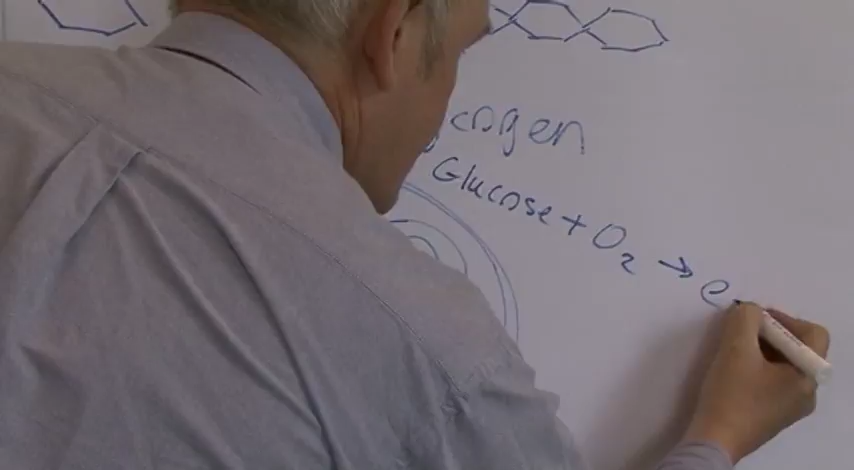 cogen
Glucose + O₂ → e